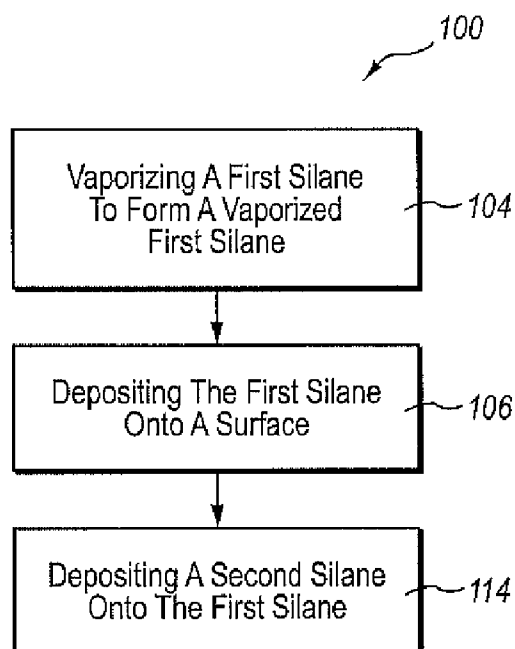 100
Vaporizing A First Silane
To Form A Vaporized
First Silane
104
Depositing The First Silane
Onto A Surface
106
Depositing A Second Silane
Onto The First Silane
114